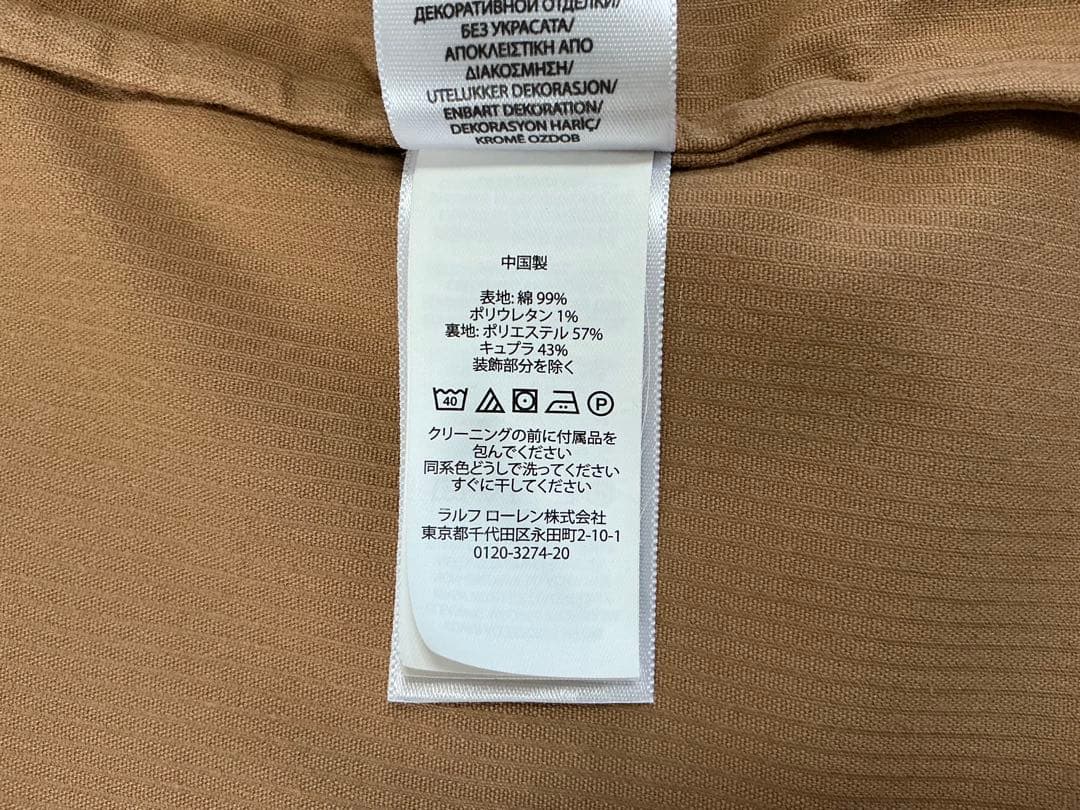 ДЕКОРАТИВНОЙ ОТДЕЛКИ/
БЕЗ УКРАСАТА/
ΑΠΟΚΛΕΙΣΤΙΚΗ ΑΠΟ
ΔΙΑΚΟΣΜΗΣΗ/
UTELUKKER DEKORASJON/
ENBART DEKORATION/
DEKORASYON HARİÇ/
KROMĚ OZDOB
中国製
表地: 綿 99%
ポリウレタン 1%
裏地: ポリエステル 57%
キュプラ 43%
装飾部分を除く
40 P
クリーニングの前に付属品を
包んでください
同系色どうしで洗ってください
すぐに干してください
ラルフ ローレン株式会社
東京都千代田区永田町2-10-1
0120-3274-20